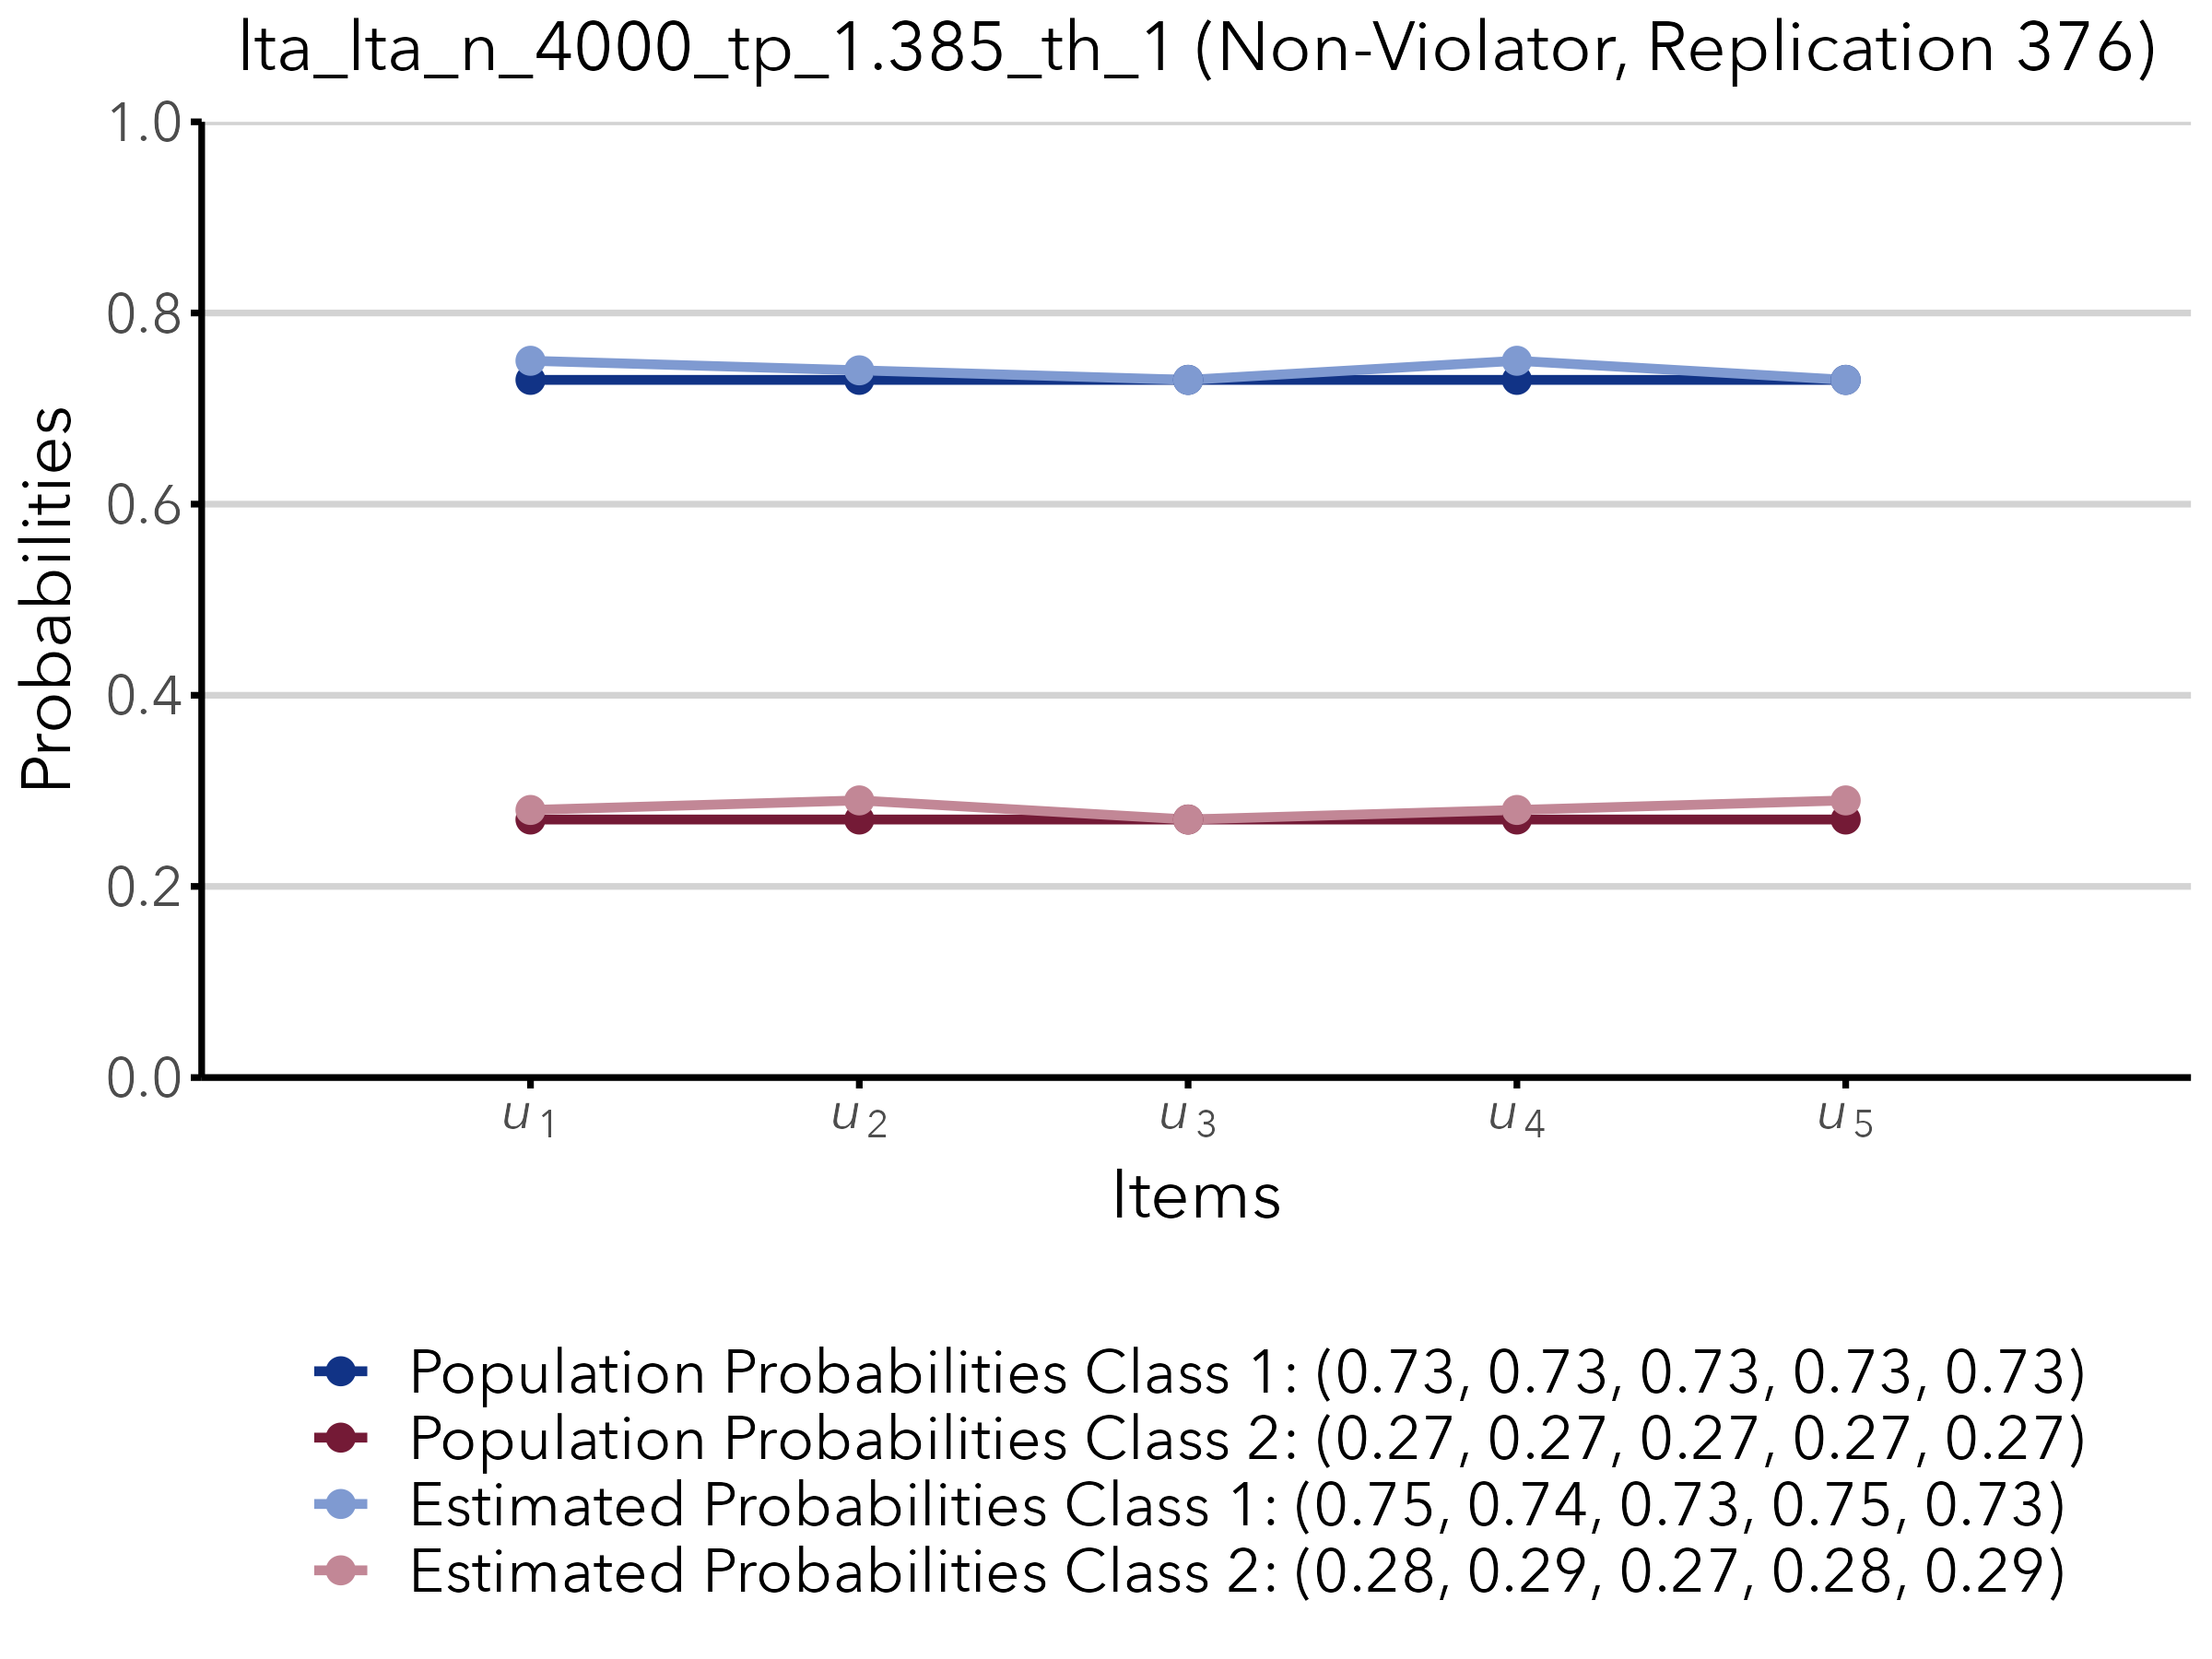 lta_lta_n_4000_tp_1.385_th_1 (Non-Violator, Replication 376)
1.0
0.8
0.6
0.4
0.2
0.0
Probabilities
u1 u2 u3 u4 u5
Items
Population Probabilities Class 1: (0.73, 0.73, 0.73, 0.73, 0.73)
Population Probabilities Class 2: (0.27, 0.27, 0.27, 0.27, 0.27)
Estimated Probabilities Class 1: (0.75, 0.74, 0.73, 0.75, 0.73)
Estimated Probabilities Class 2: (0.28, 0.29, 0.27, 0.28, 0.29)